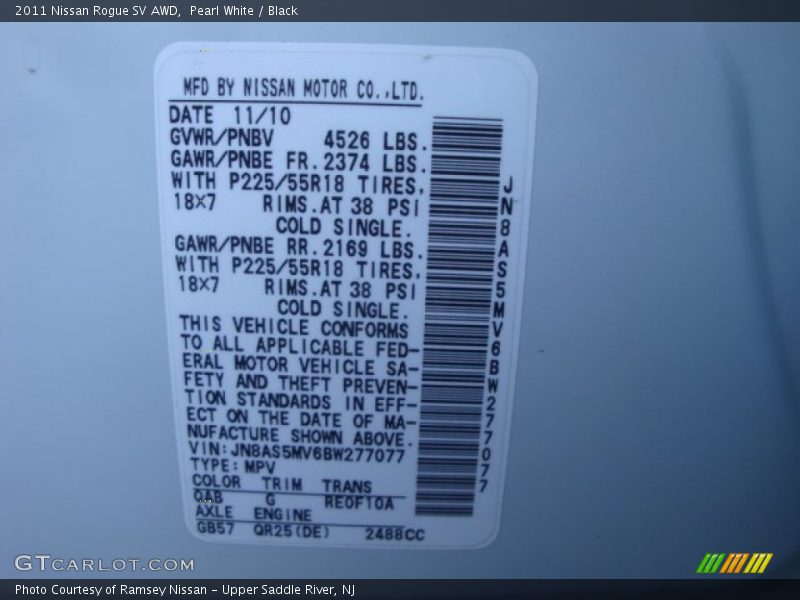 2011 Nissan Rogue SV AWD, Pearl White / Black
MFD BY NISSAN MOTOR CO.,LTD.
DATE 11/10
GVWR/PNBV 4526 LBS.
GAWR/PNBE FR. 2374 LBS.
WITH P225/55R18 TIRES,
18×7 RIMS.AT 38 PSI
COLD SINGLE.
GAWR/PNBE RR. 2169 LBS.
WITH P225/55R18 TIRES,
18×7 RIMS.AT 38 PSI
COLD SINGLE.
THIS VEHICLE CONFORMS
TO ALL APPLICABLE FED-
ERAL MOTOR VEHICLE SA-
FETY AND THEFT PREVEN-
TION STANDARDS IN EFF-
ECT ON THE DATE OF MA-
NUFACTURE SHOWN ABOVE.
VIN:JN8AS5MV6BW277077
TYPE:MPV
COLOR TRIM TRANS
QAB G RE0F10A
AXLE ENGINE
GB57 QR25(DE) 2488CC
JN8AS5MV6BW277077
GTCARLOT.COM
Photo Courtesy of Ramsey Nissan – Upper Saddle River, NJ